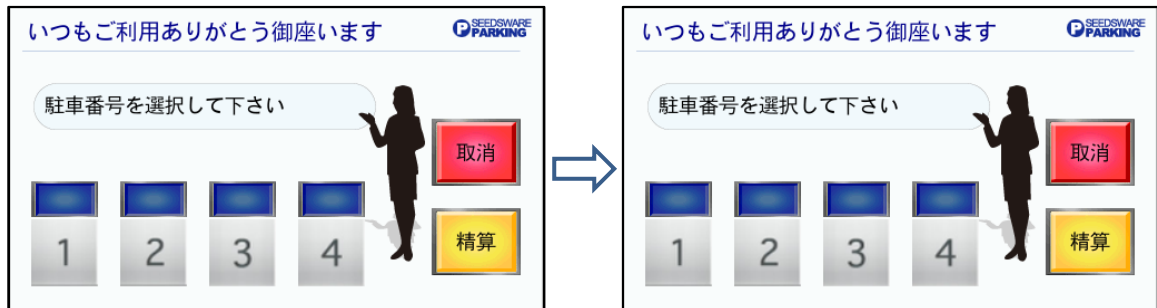 いつもご利用ありがとう御座います
SEEDSWARE
PARKING
駐車番号を選択して下さい
取消
精算
1 2 3 4
いつもご利用ありがとう御座います
SEEDSWARE
PARKING
駐車番号を選択して下さい
取消
精算
1 2 3 4